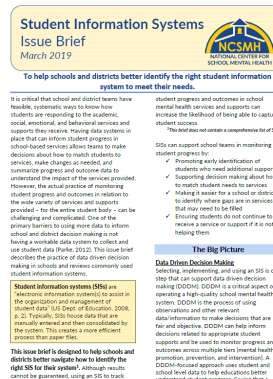 Student Information Systems
Issue Brief
March 2019
NCSMH
NATIONAL CENTER FOR
SCHOOL MENTAL HEALTH
To help schools and districts better identify the right student information
system to meet their needs.
It is critical that school and district teams have
feasible, systematic ways to know how
students are responding to the academic,
social, emotional, and behavioral services and
supports they receive. Having data systems in
place that can inform student progress in
school-based services allows teams to make
decisions about how to match students to
services, make changes as needed, and
summarize progress and outcome data to
understand the impact of the services provided.
However, the actual practice of monitoring
student progress and outcomes in relation to
the wide variety of services and supports
provided – for the entire student body – can be
challenging and complicated. One of the
primary barriers to using more data to inform
school and district decision making is not
having a workable data system to collect and
use student data (Parke, 2012). This issue brief
describes the practice of data driven decision
making in schools and reviews commonly used
student information systems.
Student information systems (SISs) are
"electronic information system(s) to assist in
the organization and management of
student data" (US Dept. of Education, 2008,
p. 2). Typically, SISs house data that are
manually entered and then consolidated by
the system. This creates a more efficient
process than paper files.
This issue brief is designed to help schools and
districts better navigate how to identify the
right SIS for their system¹. Although results
cannot be guaranteed, using an SIS to track
student progress and outcomes in school
mental health services and supports can
increase the likelihood of being able to captu
student success.
¹This brief does not contain a comprehensive list of S
SISs can support school teams in monitoring
student progress by:
✓ Promoting early identification of
students who need additional suppor
✓ Supporting decision making about ho
to match student needs to services
✓ Making it easier for a school or distric
to identify where gaps are in services
that may need to be filled
✓ Ensuring students do not continue to
receive a service or support if it is not
helping them
The Big Picture
Data Driven Decision Making
Selecting, implementing, and using an SIS is o
step that can support data driven decision
making (DDDM). DDDM is a critical aspect o
operating a high-quality school mental health
system. DDDM is the process of using
observations and other relevant
data/information to make decisions that are
fair and objective. DDDM can help inform
decisions related to appropriate student
supports and be used to monitor progress an
outcomes across multiple tiers (mental health
promotion, prevention, and intervention). A
DDDM-focused approach uses student and
school level data to help educations better